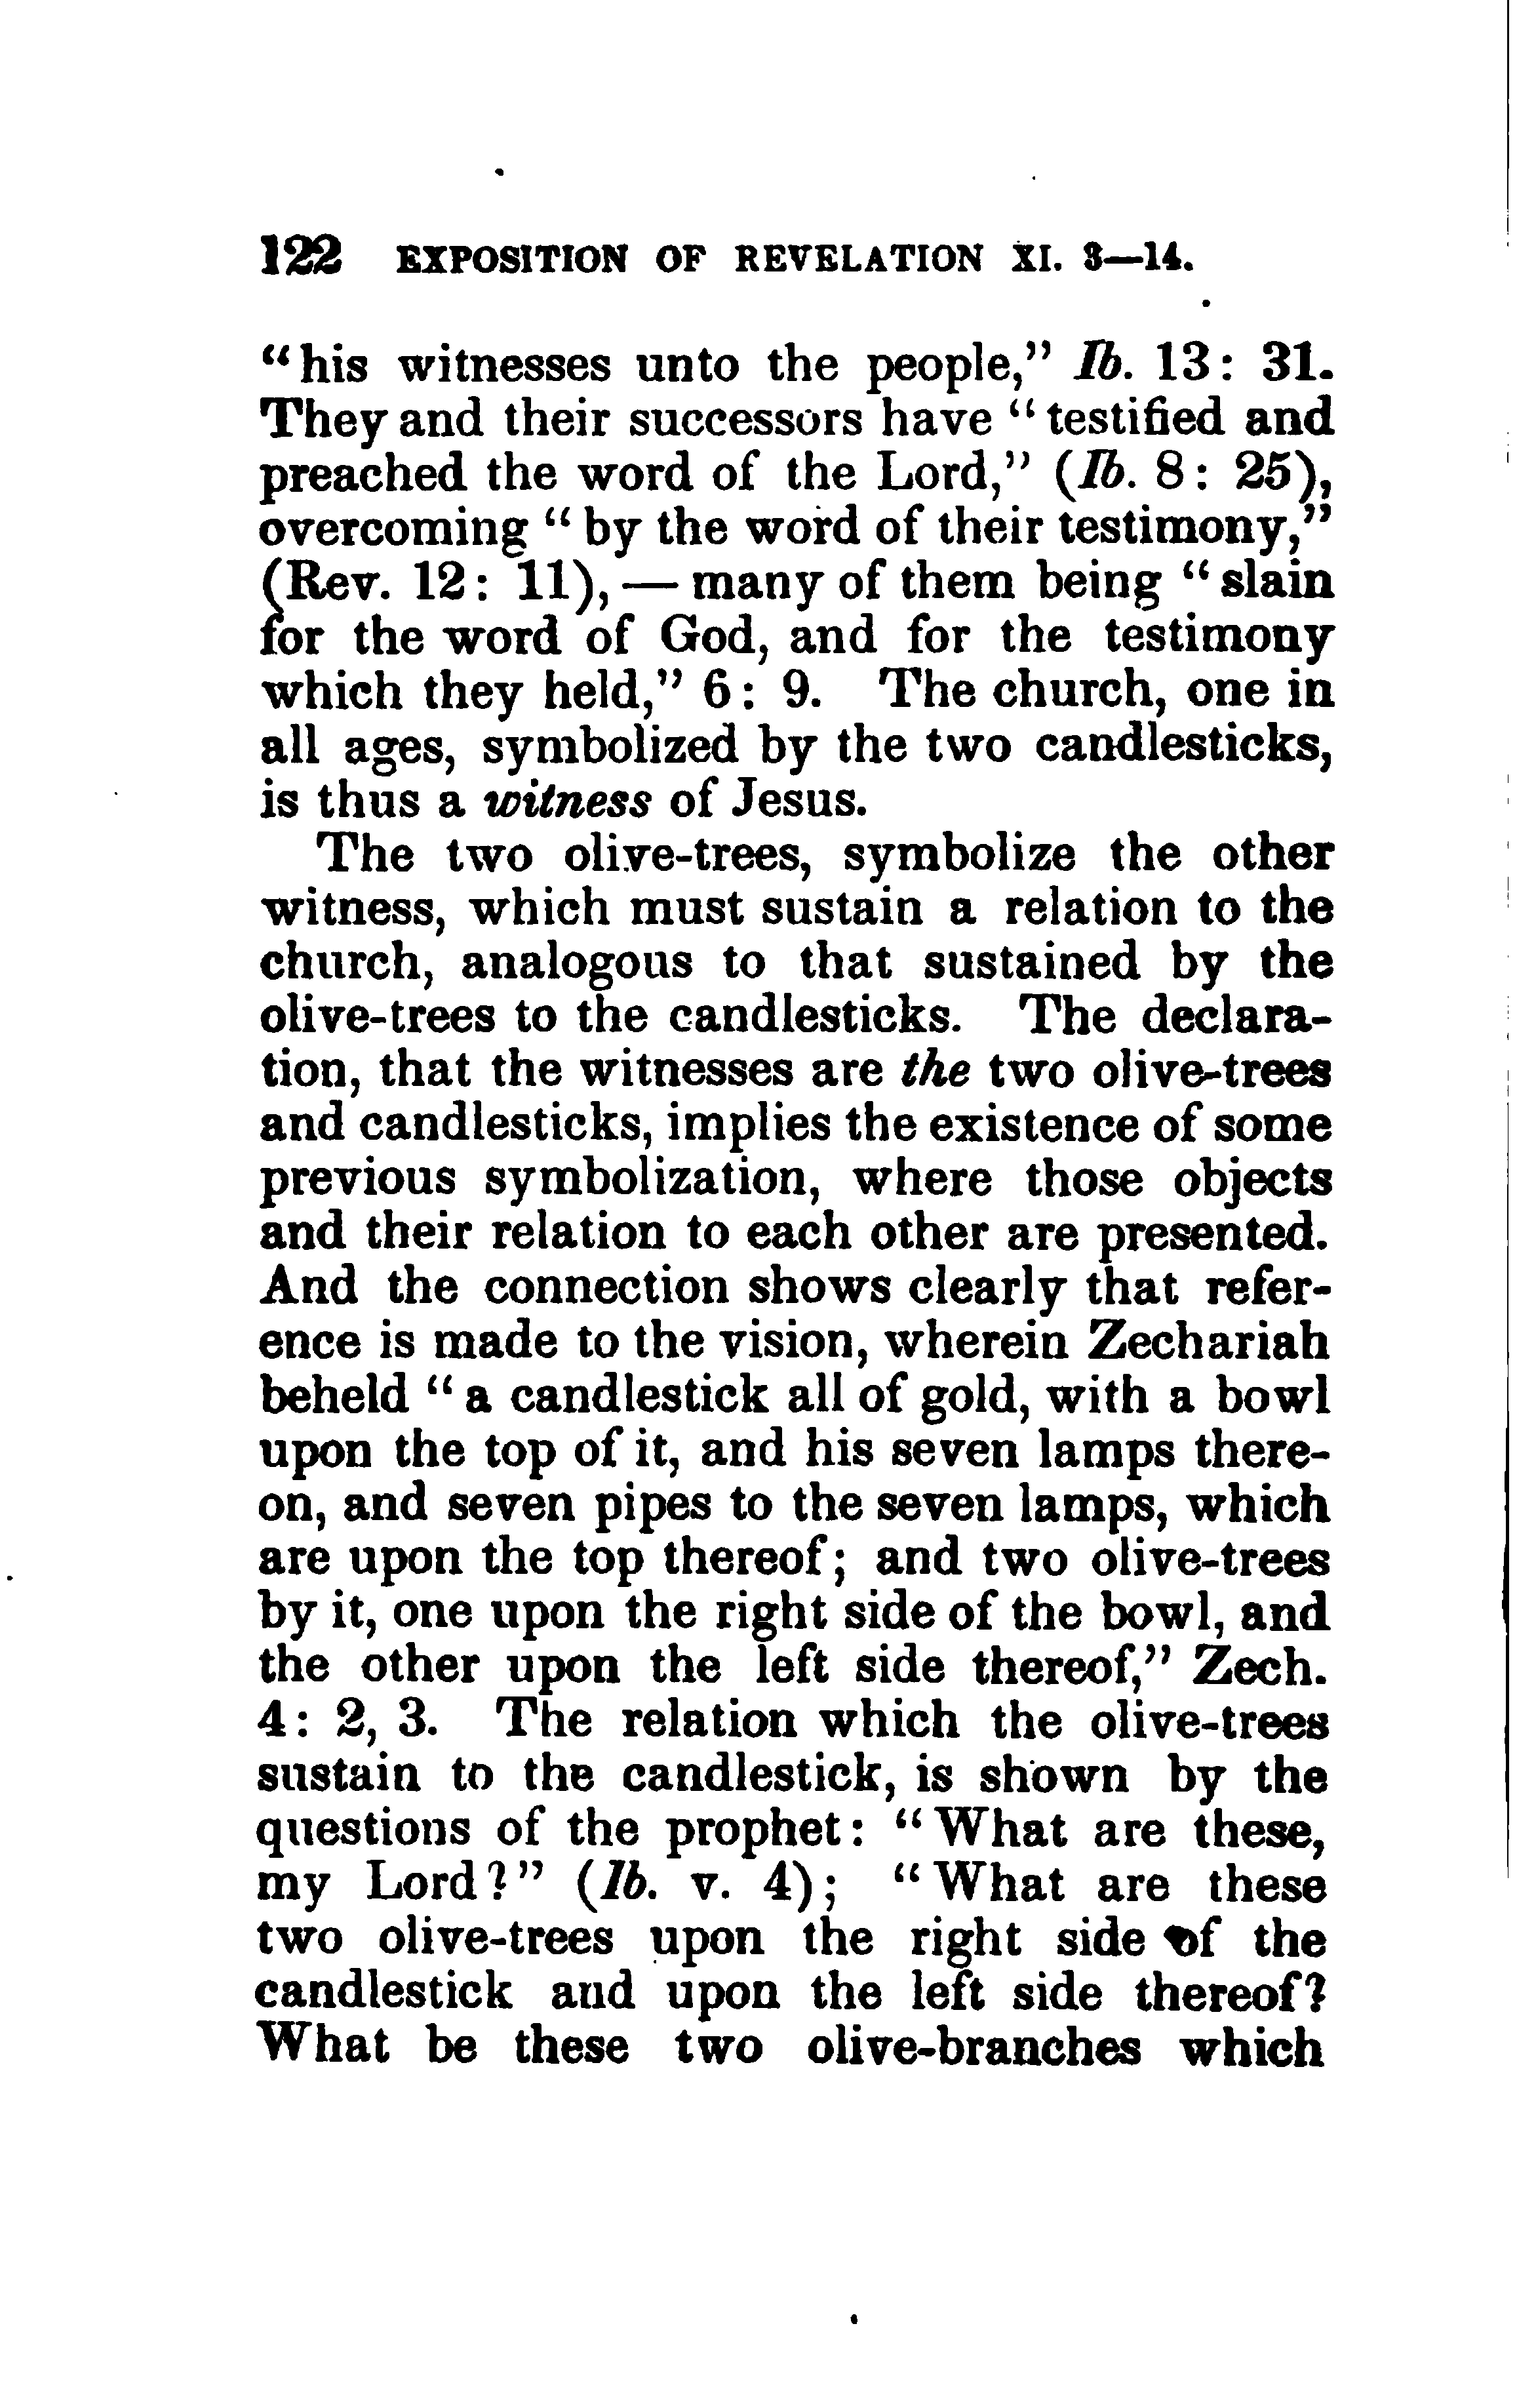 122 EXPOSITION OF REVELATION XI. 3—14.
"his witnesses unto the people," Ib. 13: 31.
They and their successors have "testified and
preached the word of the Lord," (Ib. 8: 25),
overcoming "by the word of their testimony,"
(Rev. 12: 11), — many of them being "slain
for the word of God, and for the testimony
which they held," 6: 9. The church, one in
all ages, symbolized by the two candlesticks,
is thus a witness of Jesus.
The two olive-trees, symbolize the other
witness, which must sustain a relation to the
church, analogous to that sustained by the
olive-trees to the candlesticks. The declara-
tion, that the witnesses are the two olive-trees
and candlesticks, implies the existence of some
previous symbolization, where those objects
and their relation to each other are presented.
And the connection shows clearly that refer-
ence is made to the vision, wherein Zechariah
beheld "a candlestick all of gold, with a bowl
upon the top of it, and his seven lamps there-
on, and seven pipes to the seven lamps, which
are upon the top thereof; and two olive-trees
by it, one upon the right side of the bowl, and
the other upon the left side thereof," Zech.
4: 2, 3. The relation which the olive-trees
sustain to the candlestick, is shown by the
questions of the prophet: "What are these,
my Lord?" (Ib. v. 4); "What are these
two olive-trees upon the right side of the
candlestick and upon the left side thereof?
What be these two olive-branches which